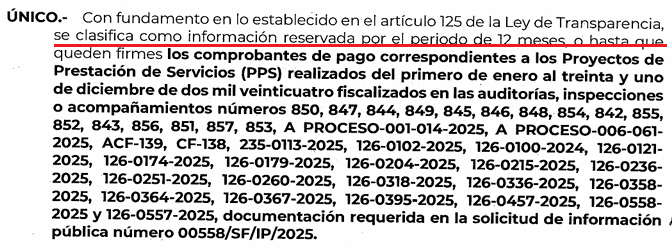 ÚNICO.- Con fundamento en lo establecido en el artículo 125 de la Ley de Transparencia,
se clasifica como información reservada por el periodo de 12 meses, o hasta que
queden firmes los comprobantes de pago correspondientes a los Proyectos de
Prestación de Servicios (PPS) realizados del primero de enero al treinta y uno
de diciembre de dos mil veinticuatro fiscalizados en las auditorías, inspecciones
o acompañamientos números 850, 847, 844, 849, 845, 846, 848, 854, 842, 855,
852, 843, 856, 851, 857, 853, A PROCESO-001-014-2025, A PROCESO-006-061-
2025, ACF-139, CF-138, 235-0113-2025, 126-0102-2025, 126-0100-2024, 126-0121-
2025, 126-0174-2025, 126-0179-2025, 126-0204-2025, 126-0215-2025, 126-0236-
2025, 126-0251-2025, 126-0260-2025, 126-0318-2025, 126-0336-2025, 126-0358-
2025, 126-0364-2025, 126-0367-2025, 126-0395-2025, 126-0457-2025, 126-0558-
2025 y 126-0557-2025, documentación requerida en la solicitud de información
pública número 00558/SF/IP/2025.